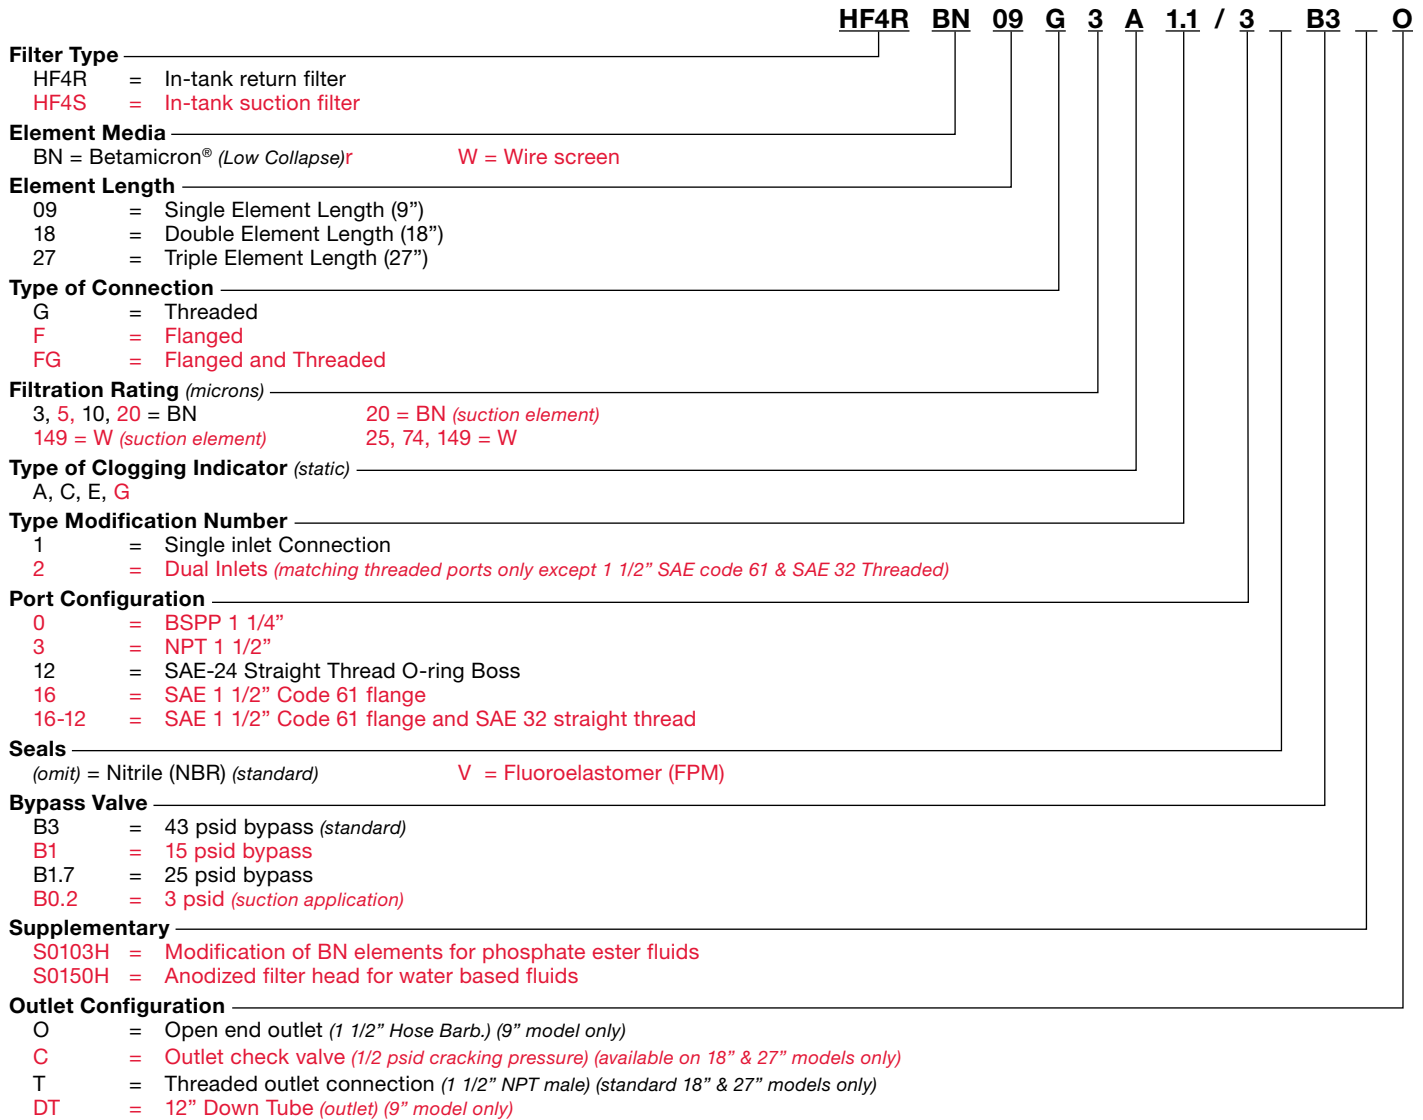 HF4R BN 09 G 3 A 1.1 / 3 _ B3 _ O
Filter Type
HF4R = In-tank return filter
HF4S = In-tank suction filter
Element Media
BN = Betamicron® (Low Collapse)r W = Wire screen
Element Length
09 = Single Element Length (9”)
18 = Double Element Length (18”)
27 = Triple Element Length (27”)
Type of Connection
G = Threaded
F = Flanged
FG = Flanged and Threaded
Filtration Rating (microns)
3, 5, 10, 20 = BN 20 = BN (suction element)
149 = W (suction element) 25, 74, 149 = W
Type of Clogging Indicator (static)
A, C, E, G
Type Modification Number
1 = Single inlet Connection
2 = Dual Inlets (matching threaded ports only except 1 1/2” SAE code 61 & SAE 32 Threaded)
Port Configuration
0 = BSPP 1 1/4”
3 = NPT 1 1/2”
12 = SAE-24 Straight Thread O-ring Boss
16 = SAE 1 1/2” Code 61 flange
16-12 = SAE 1 1/2” Code 61 flange and SAE 32 straight thread
Seals
(omit) = Nitrile (NBR) (standard) V = Fluoroelastomer (FPM)
Bypass Valve
B3 = 43 psid bypass (standard)
B1 = 15 psid bypass
B1.7 = 25 psid bypass
B0.2 = 3 psid (suction application)
Supplementary
S0103H = Modification of BN elements for phosphate ester fluids
S0150H = Anodized filter head for water based fluids
Outlet Configuration
O = Open end outlet (1 1/2” Hose Barb.) (9” model only)
C = Outlet check valve (1/2 psid cracking pressure) (available on 18” & 27” models only)
T = Threaded outlet connection (1 1/2” NPT male) (standard 18” & 27” models only)
DT = 12” Down Tube (outlet) (9” model only)